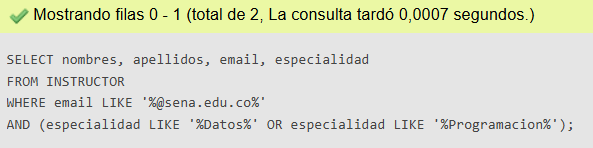 Mostrando filas 0 - 1 (total de 2, La consulta tardó 0,0007 segundos.)
SELECT nombres, apellidos, email, especialidad
FROM INSTRUCTOR
WHERE email LIKE '%@sena.edu.co%'
AND (especialidad LIKE '%Datos%' OR especialidad LIKE '%Programacion%');